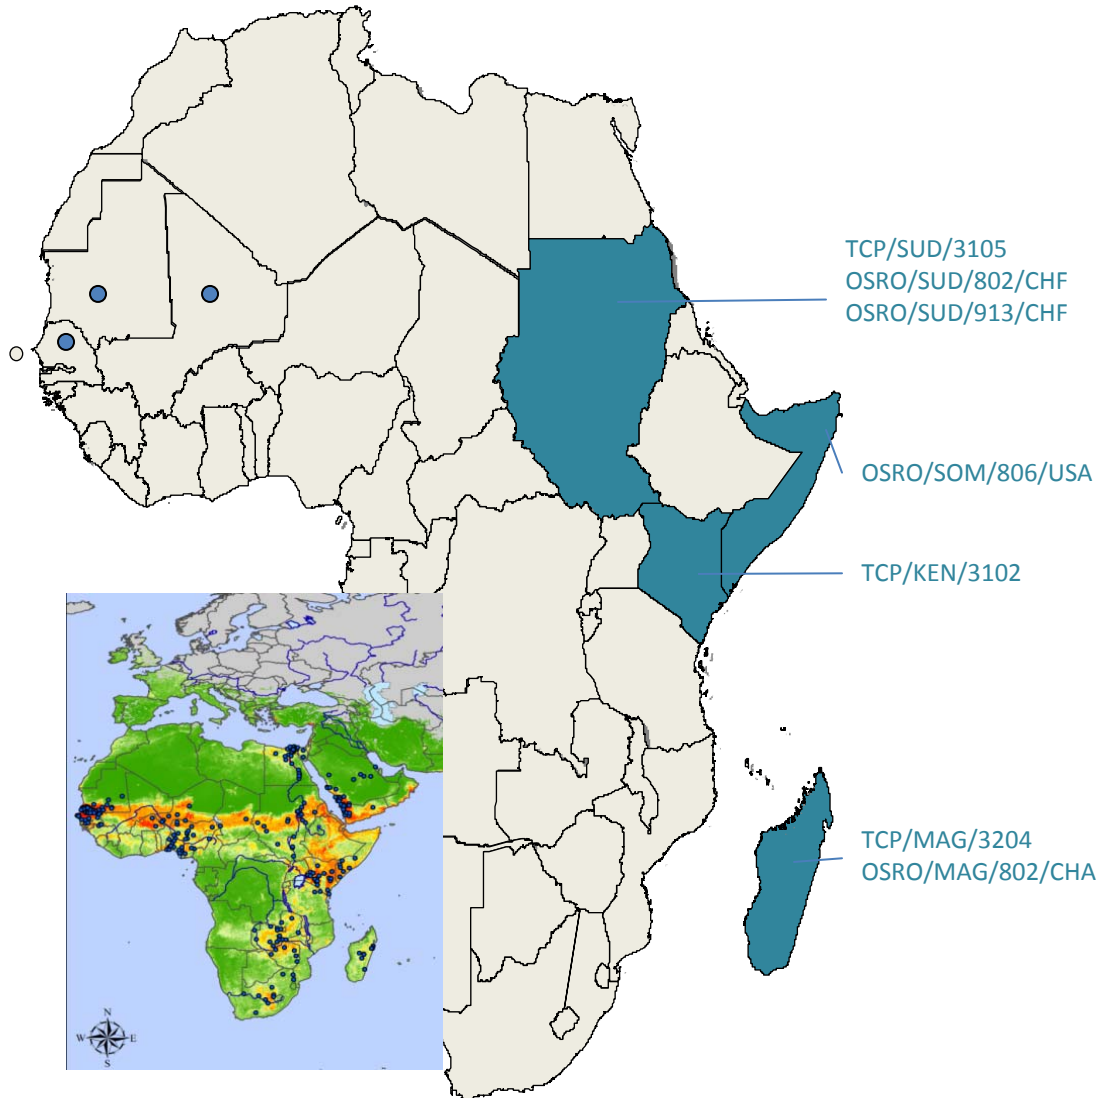 TCP/SUD/3105
OSRO/SUD/802/CHF
OSRO/SUD/913/CHF
OSRO/SOM/806/USA
TCP/KEN/3102
TCP/MAG/3204
OSRO/MAG/802/CHA
N
W E
S